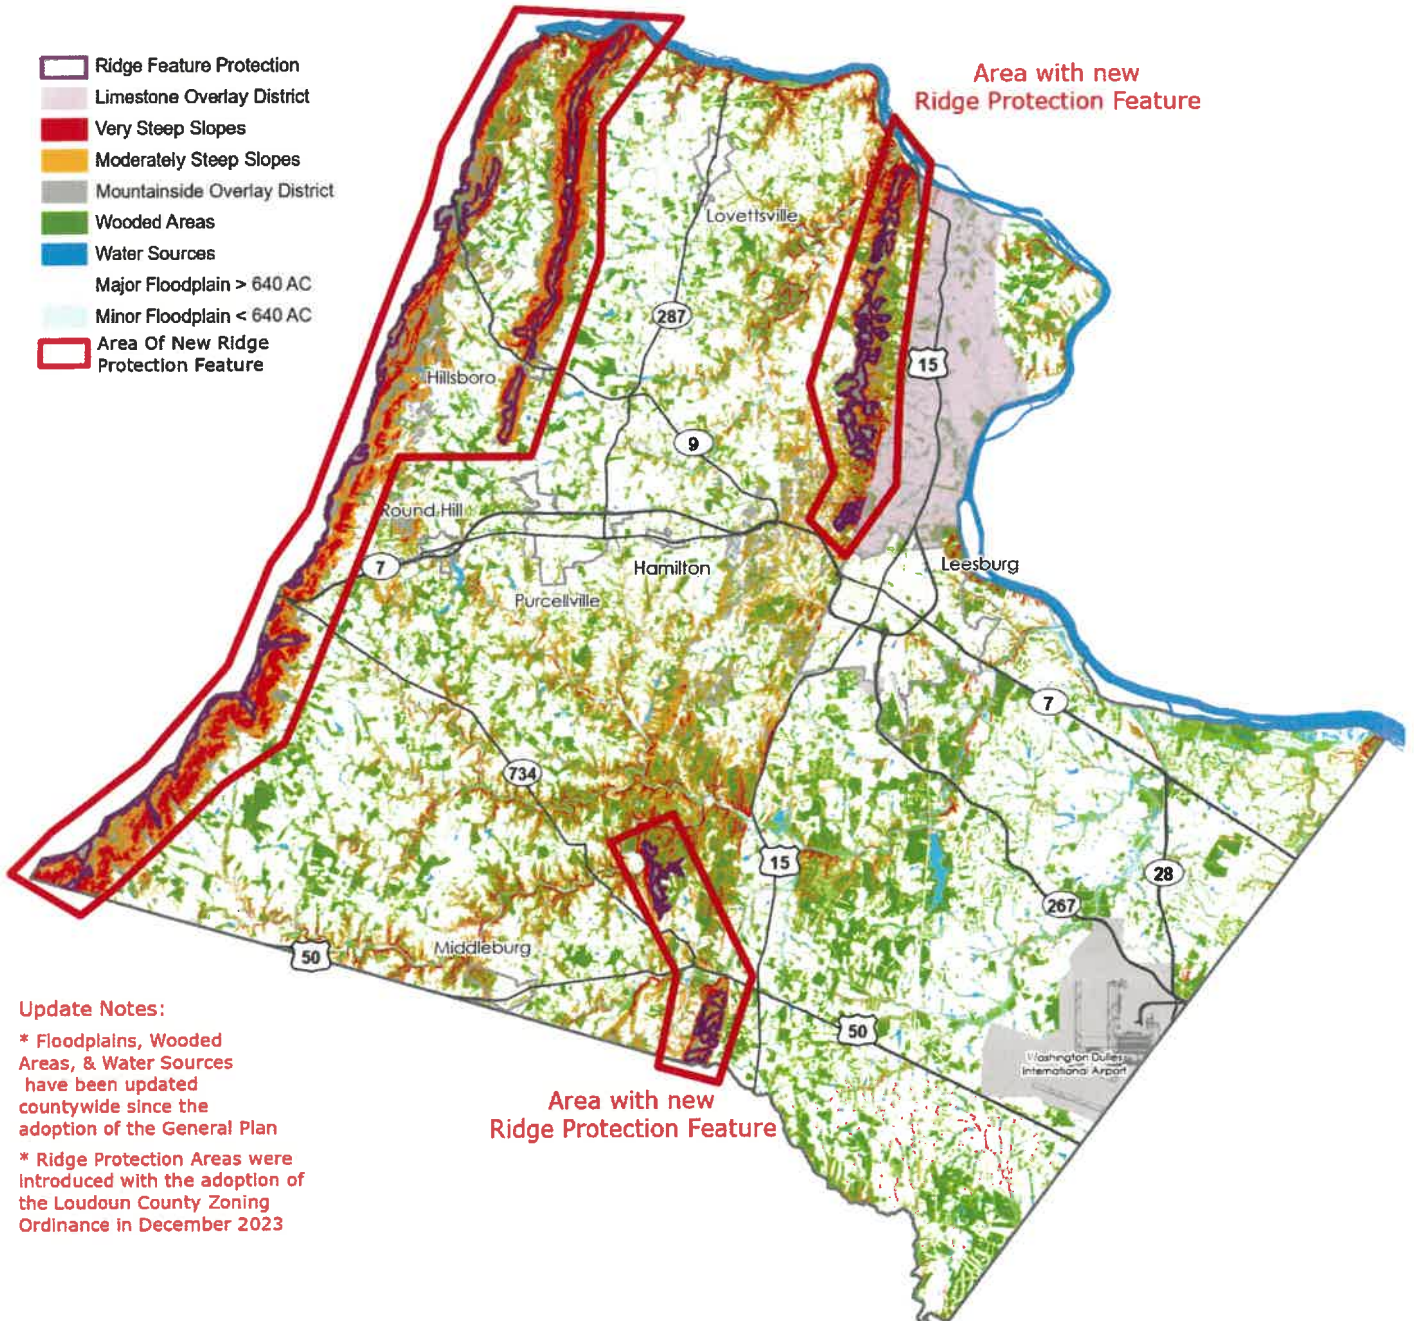 Ridge Feature Protection
Limestone Overlay District
Very Steep Slopes
Moderately Steep Slopes
Mountainside Overlay District
Wooded Areas
Water Sources
Major Floodplain > 640 AC
Minor Floodplain < 640 AC
Area Of New Ridge
Protection Feature
Area with new
Ridge Protection Feature
Lovettsville
287
15
Hillsboro
9
Round Hill
7
Hamilton
Leesburg
Purcellville
7
734
15
28
267
Middleburg
50
50
Washington Dulles
International Airport
Area with new
Ridge Protection Feature
Update Notes:
* Floodplains, Wooded
Areas, & Water Sources
have been updated
countywide since the
adoption of the General Plan
* Ridge Protection Areas were
introduced with the adoption of
the Loudoun County Zoning
Ordinance in December 2023